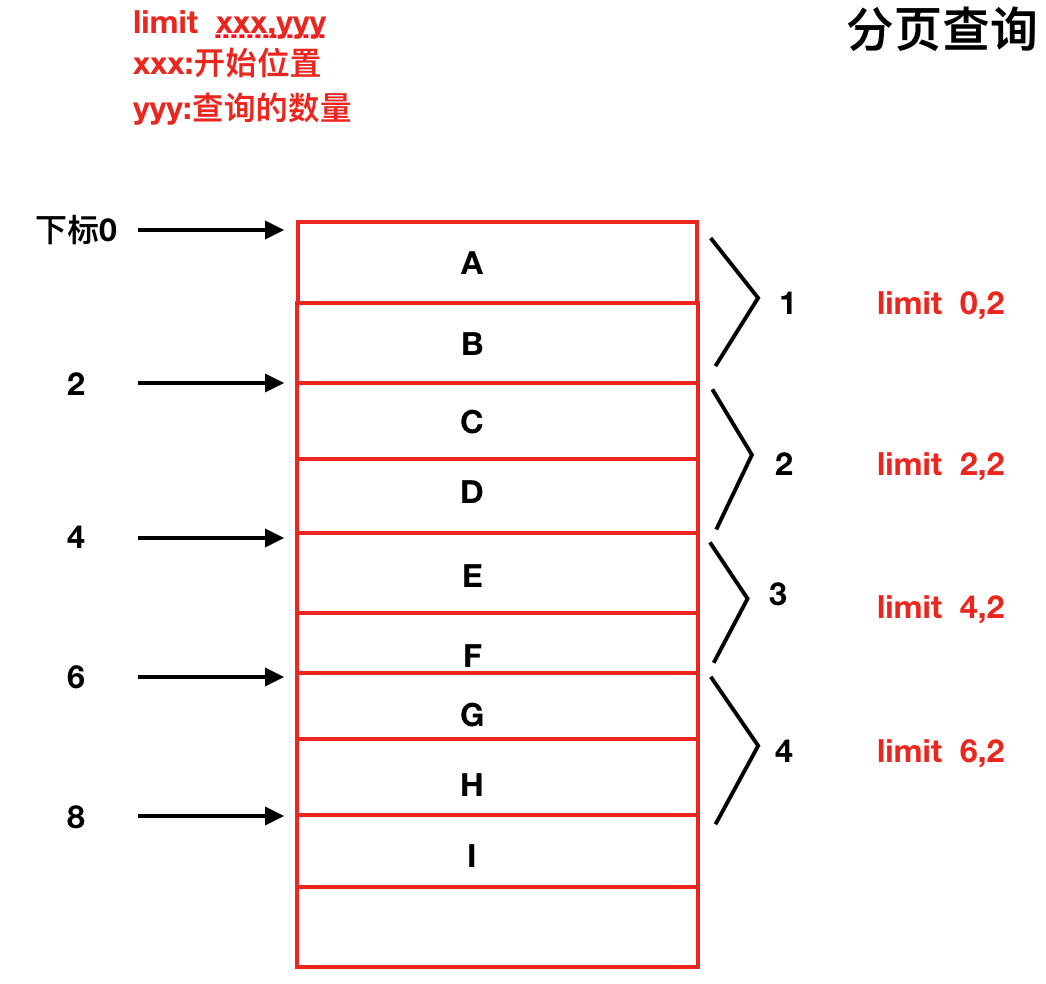 limit xxx,yyy
分页查询
xxx:开始位置
yyy:查询的数量
下标0
A
1
limit 0,2
B
2
C
2
limit 2,2
D
4
E
3
limit 4,2
F
6
G
4
limit 6,2
H
8
I